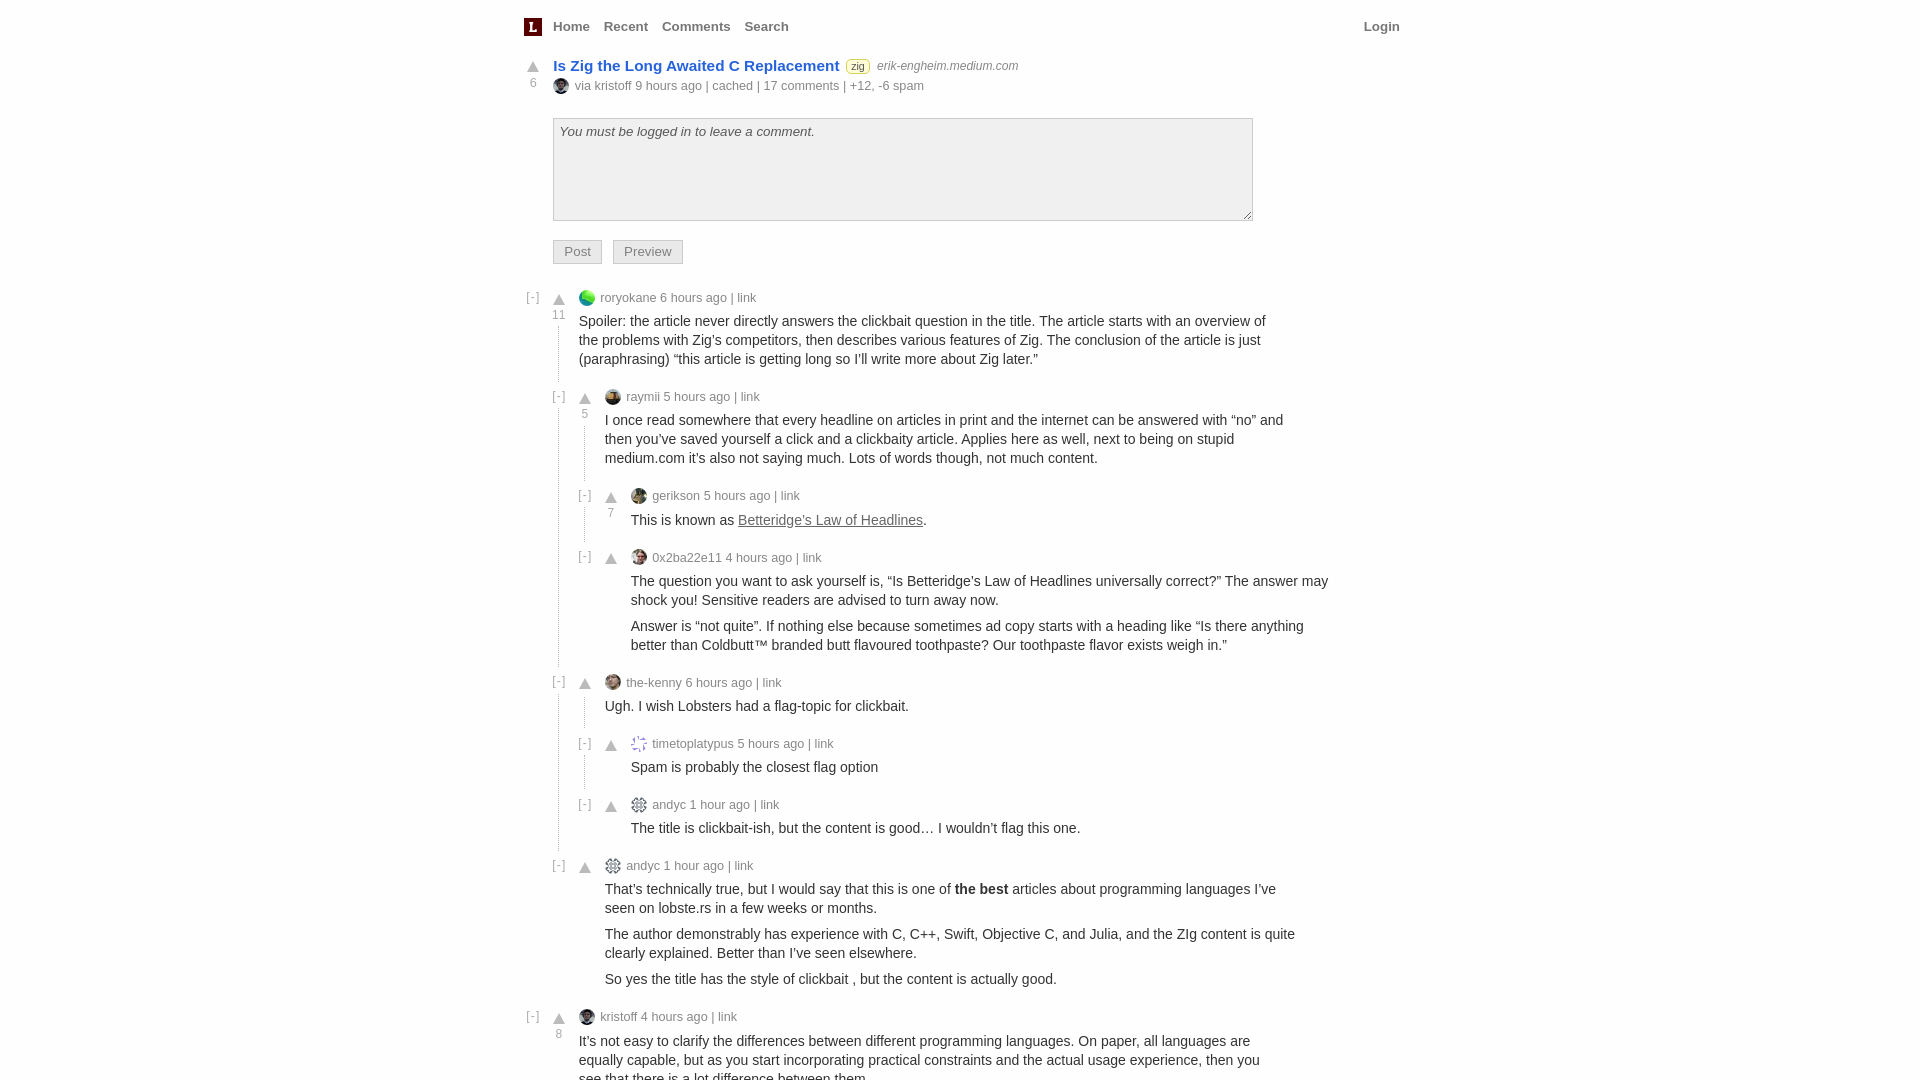 L Home Recent Comments Search Login
Is Zig the Long Awaited C Replacement zig erik-engheim.medium.com
6
via kristoff 9 hours ago | cached | 17 comments | +12, -6 spam
You must be logged in to leave a comment.
Post Preview
[-] roryokane 6 hours ago | link
11
Spoiler: the article never directly answers the clickbait question in the title. The article starts with an overview of
the problems with Zig’s competitors, then describes various features of Zig. The conclusion of the article is just
(paraphrasing) “this article is getting long so I’ll write more about Zig later.”
[-] raymii 5 hours ago | link
5
I once read somewhere that every headline on articles in print and the internet can be answered with “no” and
then you’ve saved yourself a click and a clickbaity article. Applies here as well, next to being on stupid
medium.com it’s also not saying much. Lots of words though, not much content.
[-] gerikson 5 hours ago | link
7
This is known as Betteridge’s Law of Headlines.
[-] 0x2ba22e11 4 hours ago | link
The question you want to ask yourself is, “Is Betteridge’s Law of Headlines universally correct?” The answer may
shock you! Sensitive readers are advised to turn away now.
Answer is “not quite”. If nothing else because sometimes ad copy starts with a heading like “Is there anything
better than Coldbutt™ branded butt flavoured toothpaste? Our toothpaste flavor exists weigh in.”
[-] the-kenny 6 hours ago | link
Ugh. I wish Lobsters had a flag-topic for clickbait.
[-] timetoplatypus 5 hours ago | link
Spam is probably the closest flag option
[-] andyc 1 hour ago | link
The title is clickbait-ish, but the content is good… I wouldn’t flag this one.
[-] andyc 1 hour ago | link
That’s technically true, but I would say that this is one of the best articles about programming languages I’ve
seen on lobste.rs in a few weeks or months.
The author demonstrably has experience with C, C++, Swift, Objective C, and Julia, and the ZIg content is quite
clearly explained. Better than I’ve seen elsewhere.
So yes the title has the style of clickbait , but the content is actually good.
[-] kristoff 4 hours ago | link
8
It’s not easy to clarify the differences between different programming languages. On paper, all languages are
equally capable, but as you start incorporating practical constraints and the actual usage experience, then you
see that there is a lot difference between them.